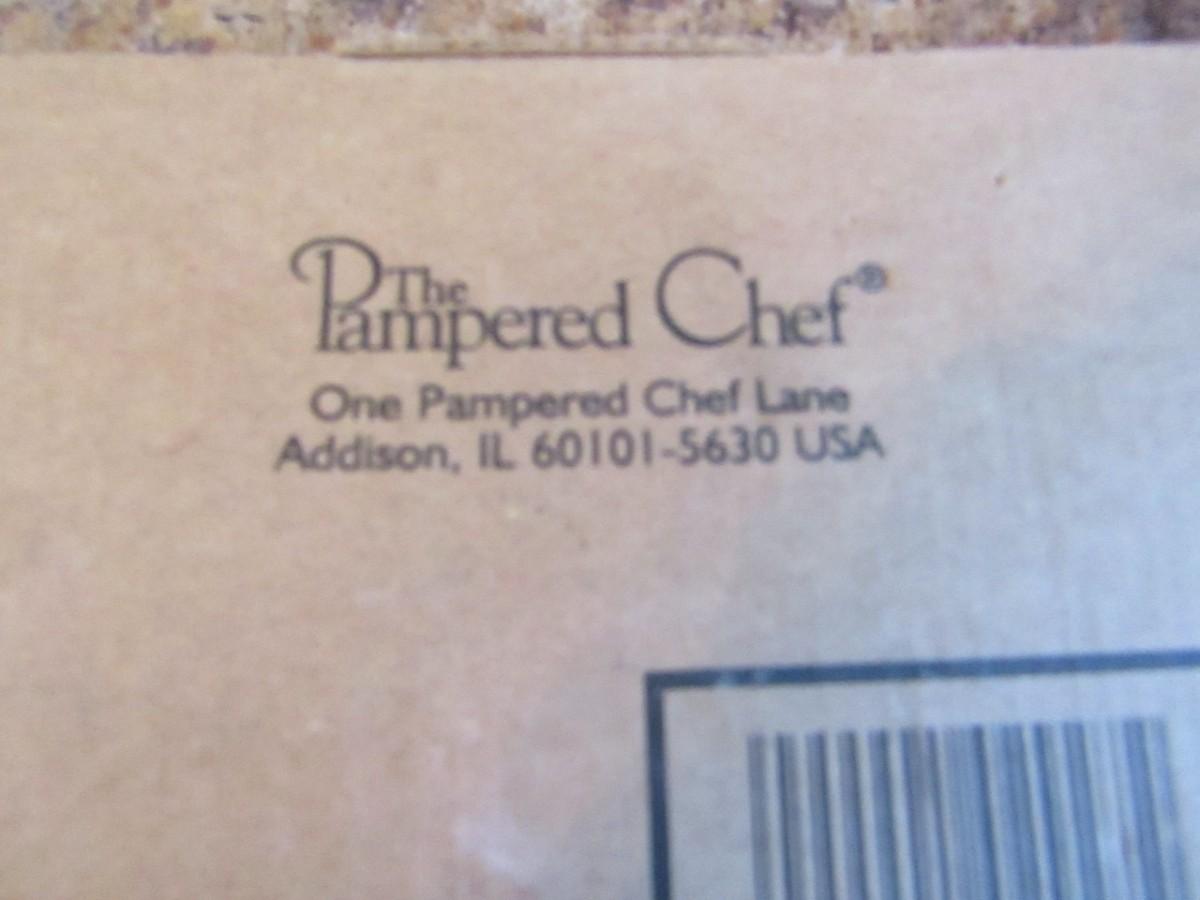 The Pampered Chef®
One Pampered Chef Lane
Addison, IL 60101-5630 USA